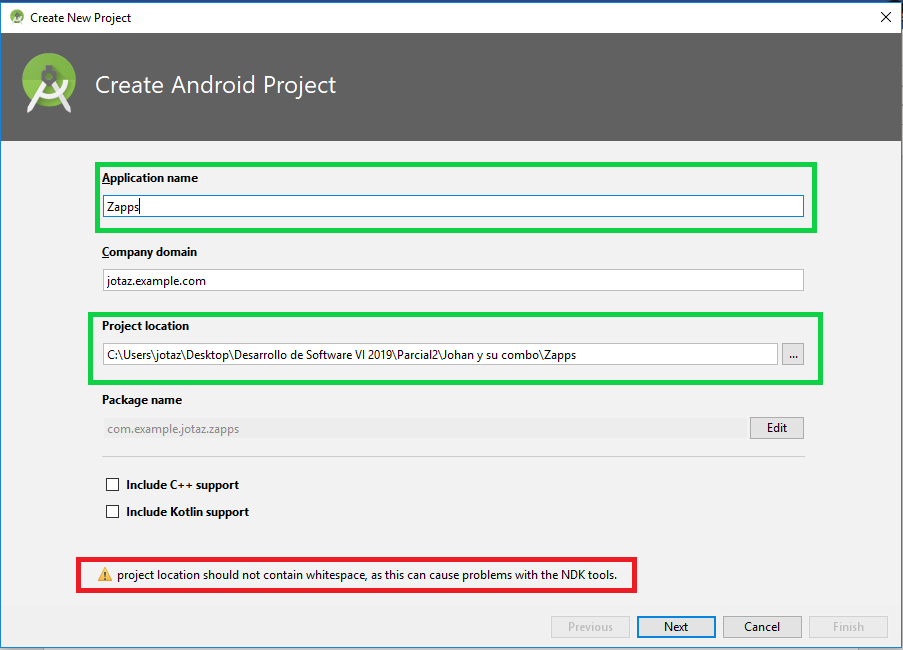 Create New Project
Create Android Project
Application name
Zapps
Company domain
jotaz.example.com
Project location
C:\Users\jotaz\Desktop\Desarrollo de Software VI 2019\Parcial2\Johan y su combo\Zapps
...
Package name
com.example.jotaz.zapps
Edit
Include C++ support
Include Kotlin support
project location should not contain whitespace, as this can cause problems with the NDK tools.
Previous Next Cancel Finish